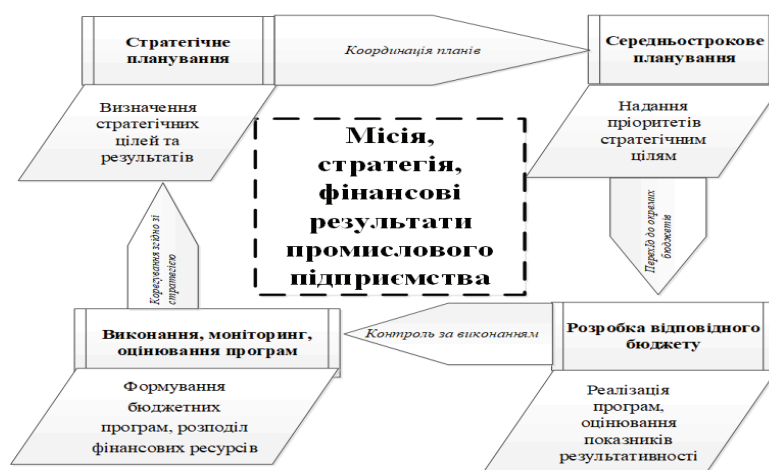 Стратегічне
планування
Координація планів
Середньострокове
планування
Визначення
стратегічних
цілей та
результатів
Місія,
стратегія,
фінансові
результати
промислового
підприємства
Надання
пріоритетів
стратегічним
цілям
Корегування згідно зі
стратегією
Перехід до окремих
бюджетів
Виконання, моніторинг,
оцінювання програм
Контроль за виконанням
Розробка відповідного
бюджету
Формування
бюджетних
програм, розподіл
фінансових ресурсів
Реалізація
програм,
оцінювання
показників
результативності